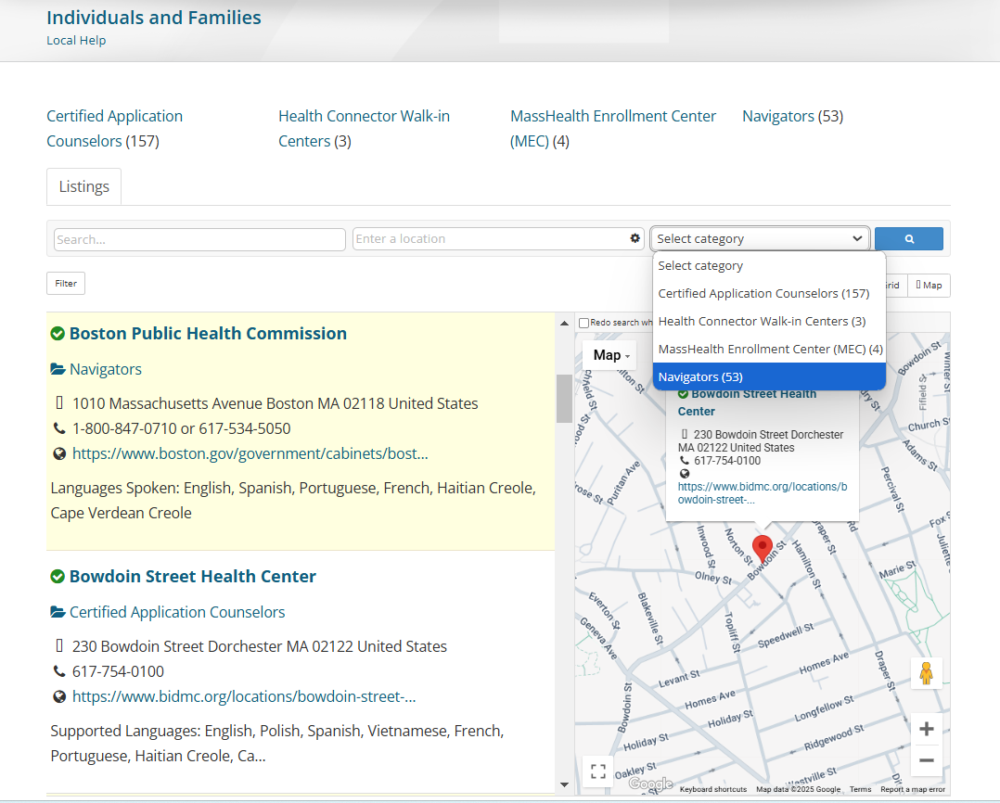 Individuals and Families
Local Help
Certified Application
Counselors (157)
Health Connector Walk-in
Centers (3)
MassHealth Enrollment Center
(MEC) (4)
Navigators (53)
Listings
Search...
Enter a location
Select category
Select category
Certified Application Counselors (157)
Health Connector Walk-in Centers (3)
MassHealth Enrollment Center (MEC) (4)
Navigators (53)
Filter
Map
Boston Public Health Commission
Navigators
1010 Massachusetts Avenue Boston MA 02118 United States
1-800-847-0710 or 617-534-5050
https://www.boston.gov/government/cabinets/bost...
Languages Spoken: English, Spanish, Portuguese, French, Haitian Creole,
Cape Verdean Creole
Bowdoin Street Health Center
Certified Application Counselors
230 Bowdoin Street Dorchester MA 02122 United States
617-754-0100
https://www.bidmc.org/locations/bowdoin-street-...
Supported Languages: English, Polish, Spanish, Vietnamese, French,
Portuguese, Haitian Creole, Ca...
Redo search
Map
Bowdoin Street Health
Center
230 Bowdoin Street Dorchester
MA 02122 United States
617-754-0100
https://www.bidmc.org/locations/b
owdoin-street-...
Bowdoin St
Winter St
Fifield St
Church St
Adams St
Percival St
Puritan Ave
Inwood St
Norton St
Bowdoin St
Hamilton St
Draper St
Olney St
Marie St
Everton St
Geneva Ave
Blakeville St
Topliff St
Speedwell St
Homes Ave
Draper St
Levant St
Homes Ave
Bowdoin St
Holiday St
Longfellow St
Holiday St
Ridgewood St
Oakley St
Westville St
Google
Keyboard shortcuts
Map data ©2025 Google
Terms
Report a map error